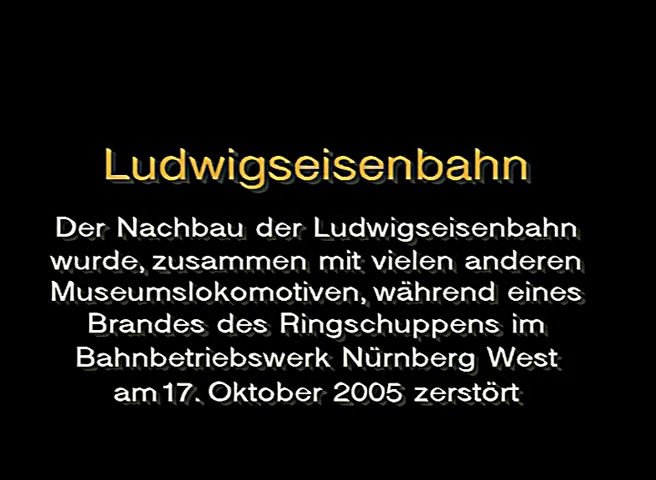 Ludwigseisenbahn
Der Nachbau der Ludwigseisenbahn
wurde, zusammen mit vielen anderen
Museumslokomotiven, während eines
Brandes des Ringschuppens im
Bahnbetriebswerk Nürnberg West
am 17. Oktober 2005 zerstört